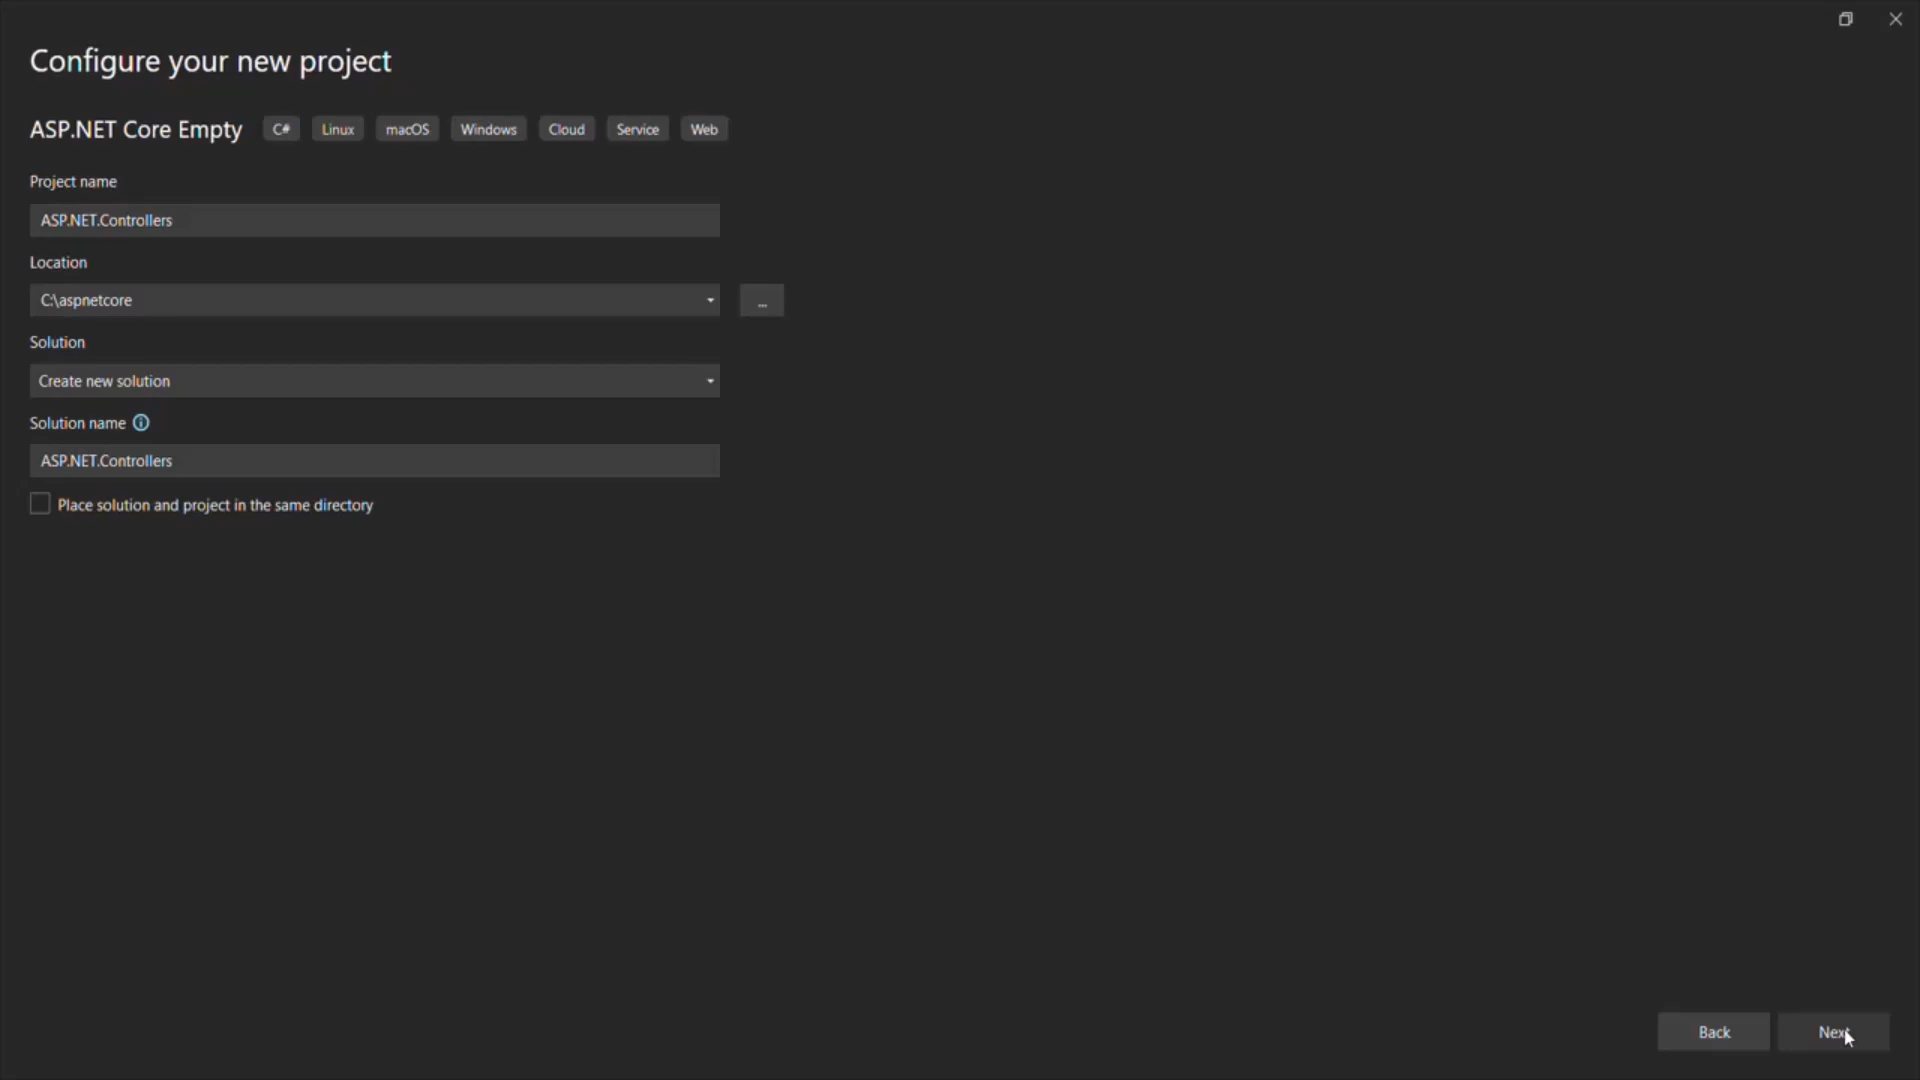 Configure your new project
ASP.NET Core Empty C# Linux macOS Windows Cloud Service Web
Project name
ASP.NET.Controllers
Location
C:\aspnetcore
...
Solution
Create new solution
Solution name
ASP.NET.Controllers
Place solution and project in the same directory
Back Next